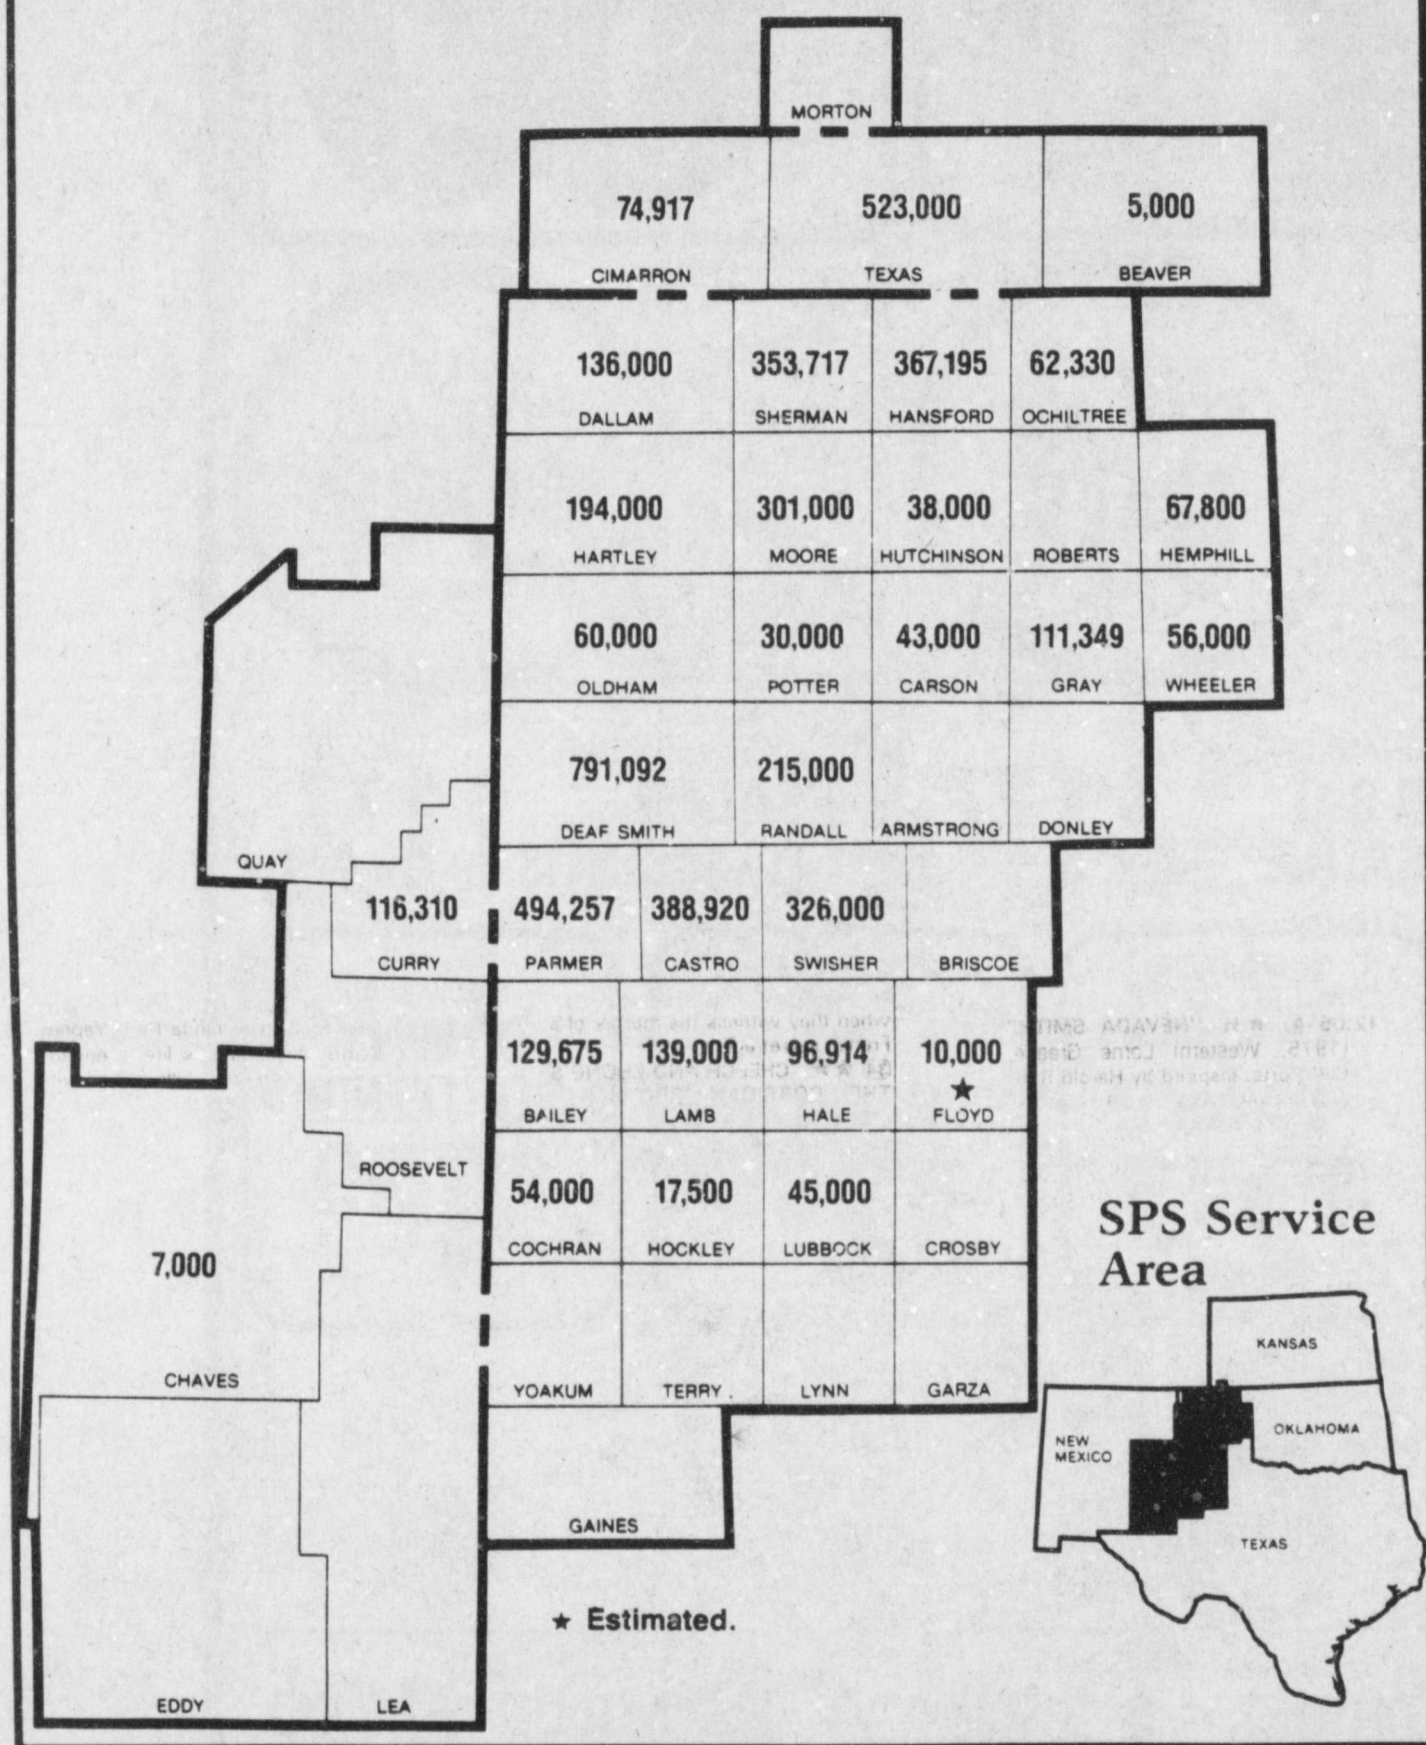 MORTON
74,917 523,000 5,000
CIMARRON TEXAS BEAVER
136,000 353,717 367,195 62,330
DALLAM SHERMAN HANSFORD OCHILTREE
194,000 301,000 38,000 67,800
HARTLEY MOORE HUTCHINSON ROBERTS HEMPHILL
60,000 30,000 43,000 111,349 56,000
OLDHAM POTTER CARSON GRAY WHEELER
791,092 215,000
DEAF SMITH RANDALL ARMSTRONG DONLEY
QUAY
116,310 494,257 388,920 326,000
CURRY PARMER CASTRO SWISHER BRISCOE
129,675 139,000 96,914 10,000
★
BAILEY LAMB HALE FLOYD
ROOSEVELT
54,000 17,500 45,000
COCHRAN HOCKLEY LUBBOCK CROSBY
7,000
CHAVES
YOAKUM TERRY LYNN GARZA
GAINES
EDDY LEA
★ Estimated.
SPS Service
Area
KANSAS
NEW
MEXICO
OKLAHOMA
TEXAS